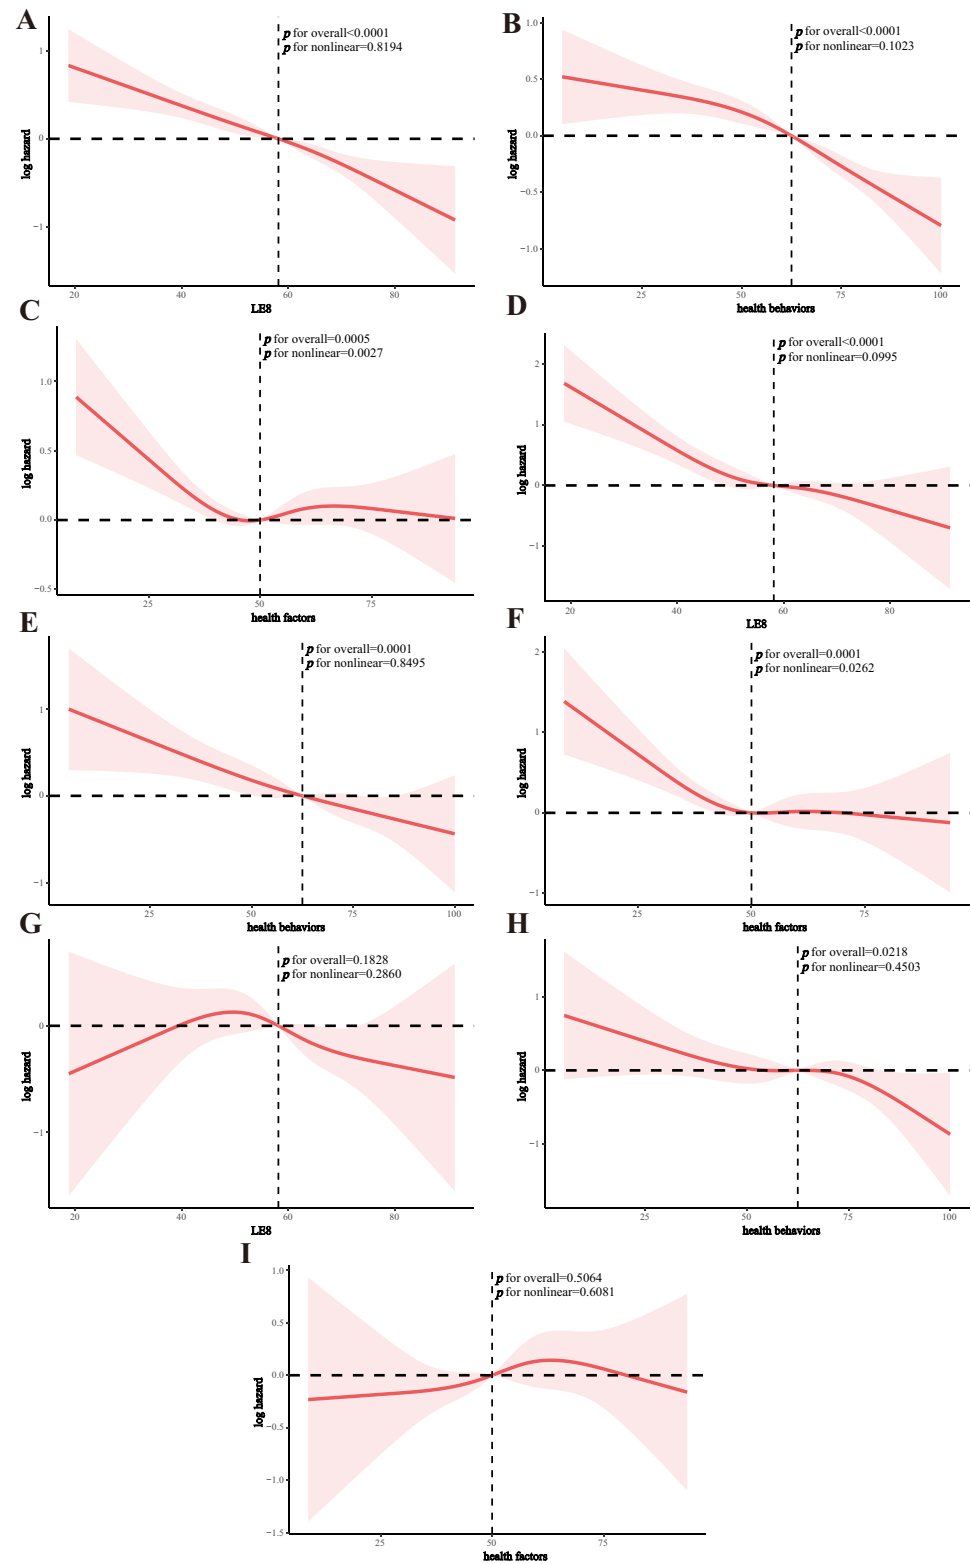 A
p for overall<0.0001
p for nonlinear=0.8194
log hazard
1
0
−1
20
40
60
80
LE8
B
p for overall<0.0001
p for nonlinear=0.1023
log hazard
1.0
0.5
0.0
−0.5
−1.0
25
50
75
100
health behaviors
C
p for overall=0.0005
p for nonlinear=0.0027
log hazard
1.0
0.5
0.0
−0.5
25
50
75
health factors
D
p for overall<0.0001
p for nonlinear=0.0995
log hazard
2
1
0
−1
20
40
60
80
LE8
E
p for overall=0.0001
p for nonlinear=0.8495
log hazard
1
0
−1
25
50
75
100
health behaviors
F
p for overall=0.0001
p for nonlinear=0.0262
log hazard
2
1
0
−1
25
50
75
health factors
G
p for overall=0.1828
p for nonlinear=0.2860
log hazard
0
−1
20
40
60
80
LE8
H
p for overall=0.0218
p for nonlinear=0.4503
log hazard
1
0
−1
25
50
75
100
health behaviors
I
p for overall=0.5064
p for nonlinear=0.6081
log hazard
1.0
0.5
0.0
−0.5
−1.0
−1.5
25
50
75
health factors